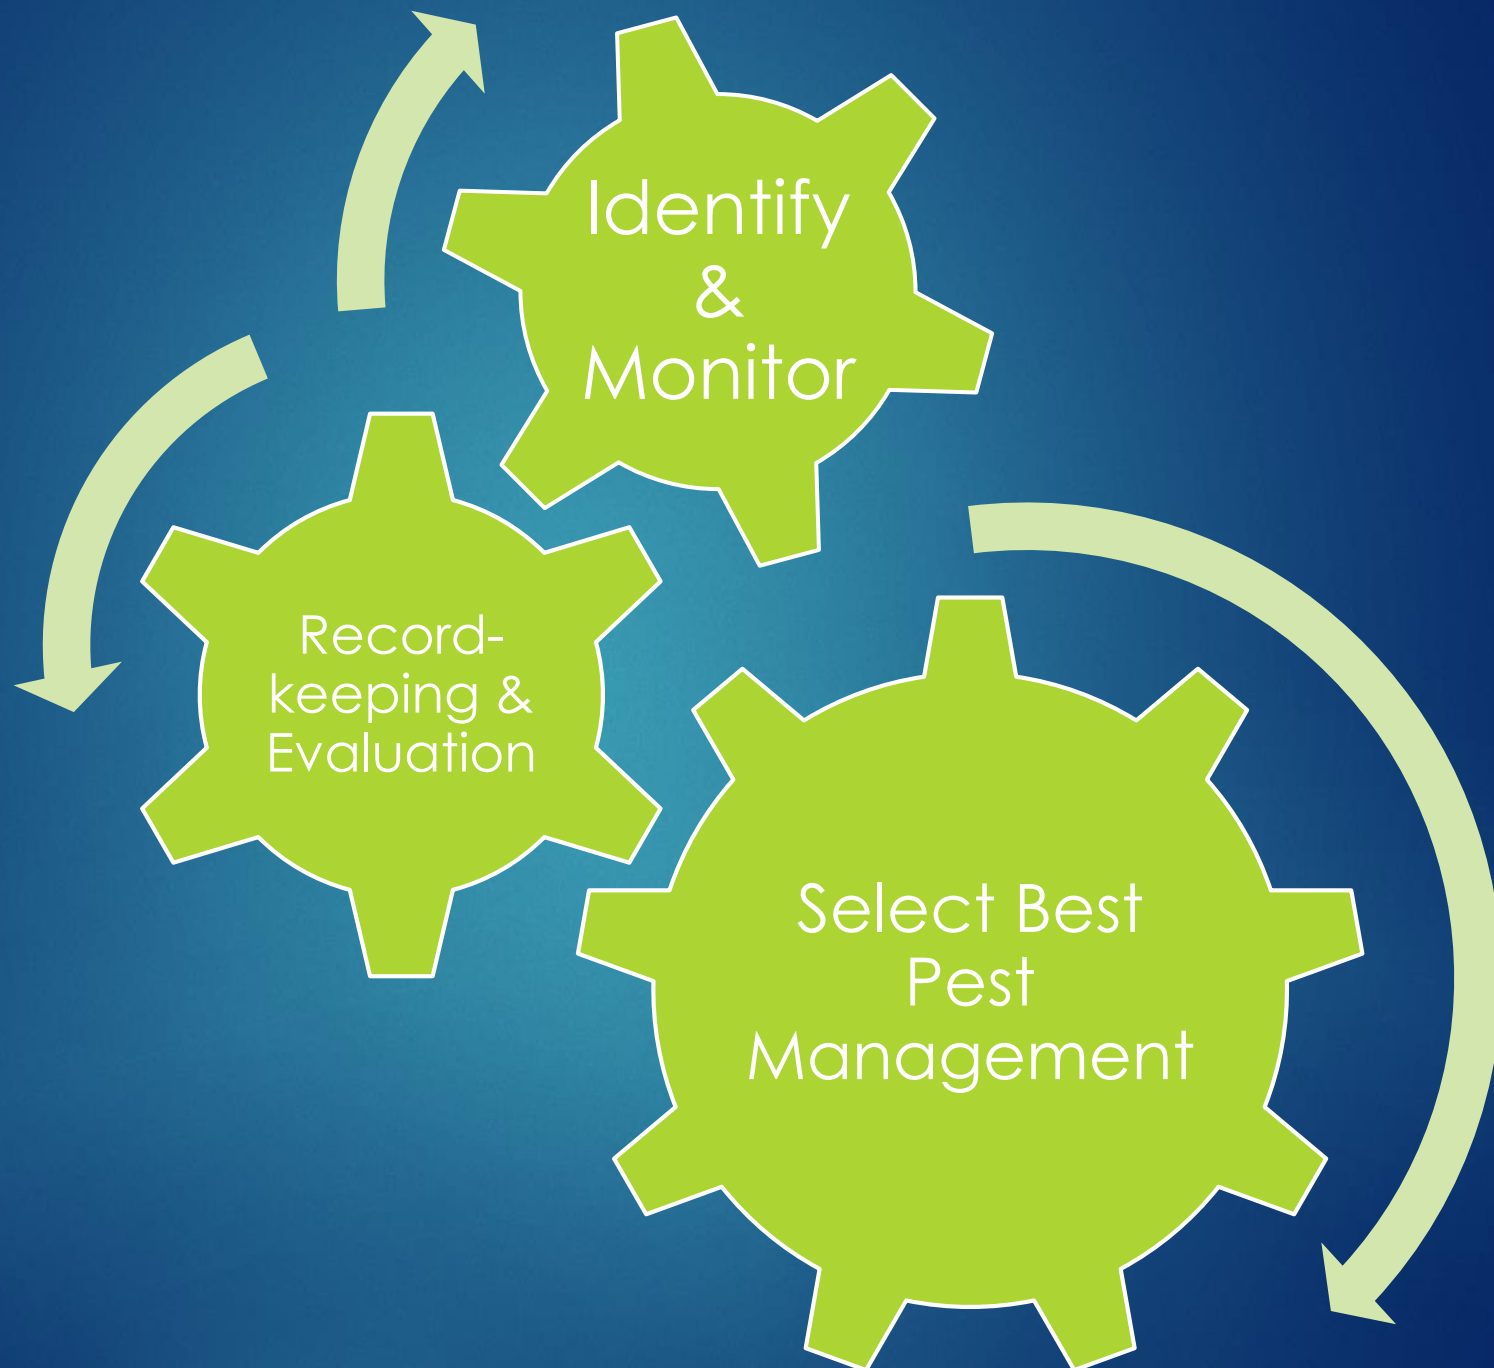 Identify
&
Monitor
Record-
keeping &
Evaluation
Select Best
Pest
Management